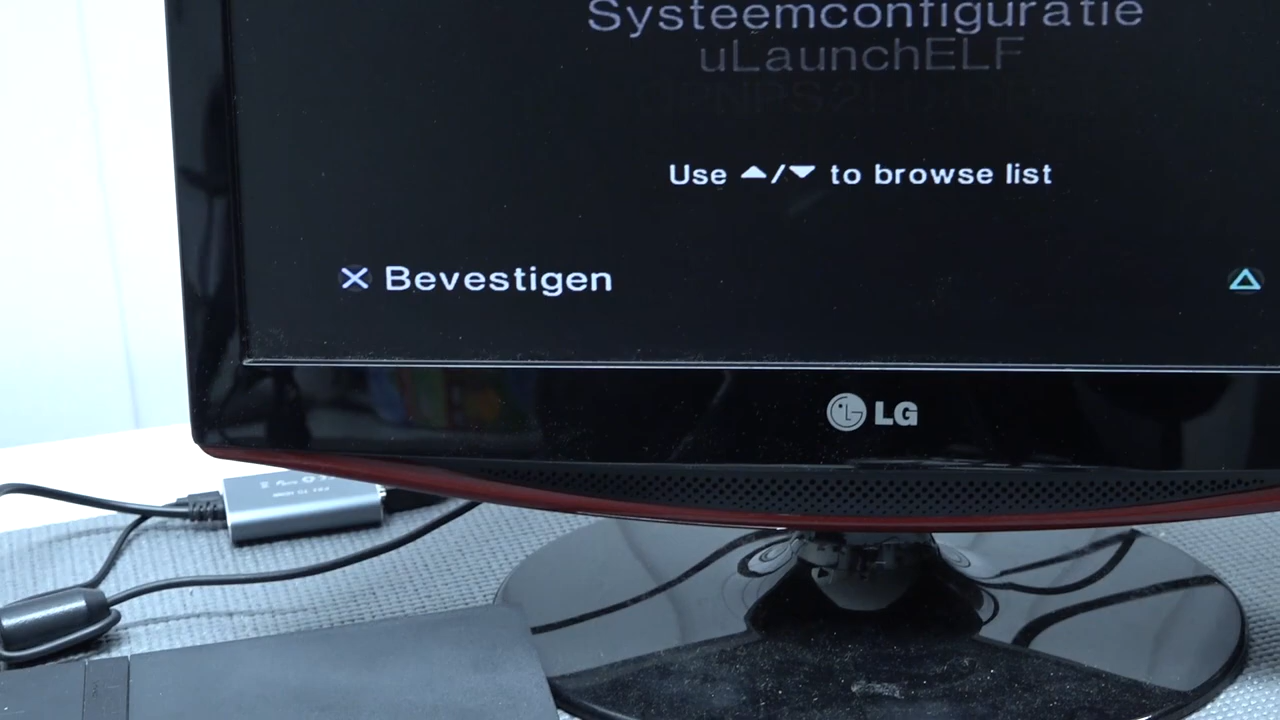 Systeemconfiguratie
uLaunchELF
Use ▲/▼ to browse list
Bevestigen
LG